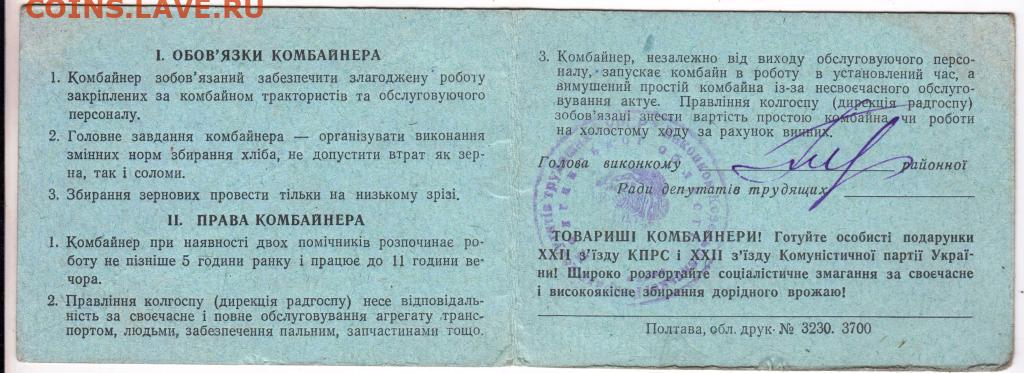 COINS.LAVE.RU
I. ОБОВ'ЯЗКИ КОМБАЙНЕРА
1. Комбайнер зобов'язаний забезпечити злагоджену роботу
закріплених за комбайном трактористів та обслуговуючого
персоналу.
2. Головне завдання комбайнера — організувати виконання
змінних норм збирання хліба, не допустити втрат як зер-
на, так і соломи.
3. Збирання зернових провести тільки на низькому зрізі.
II. ПРАВА КОМБАЙНЕРА
1. Комбайнер при наявності двох помічників розпочинає ро-
боту не пізніше 5 години ранку і працює до 11 години ве-
чора.
2. Правління колгоспу (дирекція радгоспу) несе відповідаль-
ність за своєчасне і повне обслуговування агрегату транс-
портом, людьми, забезпечення пальним, запчастинами тощо.
3. Комбайнер, незалежно від виходу обслуговуючого персо-
налу, запускає комбайн в роботу в установлений час, а
вимушений простій комбайна із-за несвоєчасного обслуго-
вування актує. Правління колгоспу (дирекція радгоспу)
зобов'язані знести вартість простою комбайна чи роботи
на холостому ходу за рахунок винних.
Голова виконкому районної
Ради депутатів трудящих
ТОВАРИШІ КОМБАЙНЕРИ! Готуйте особисті подарунки
XXII з'їзду КПРС і XXII з'їзду Комуністичної партії Украї-
ни! Широко розгортайте соціалістичне змагання за своєчасне
і високоякісне збирання дорідного врожаю!
Полтава, обл. друк. № 3230. 3700